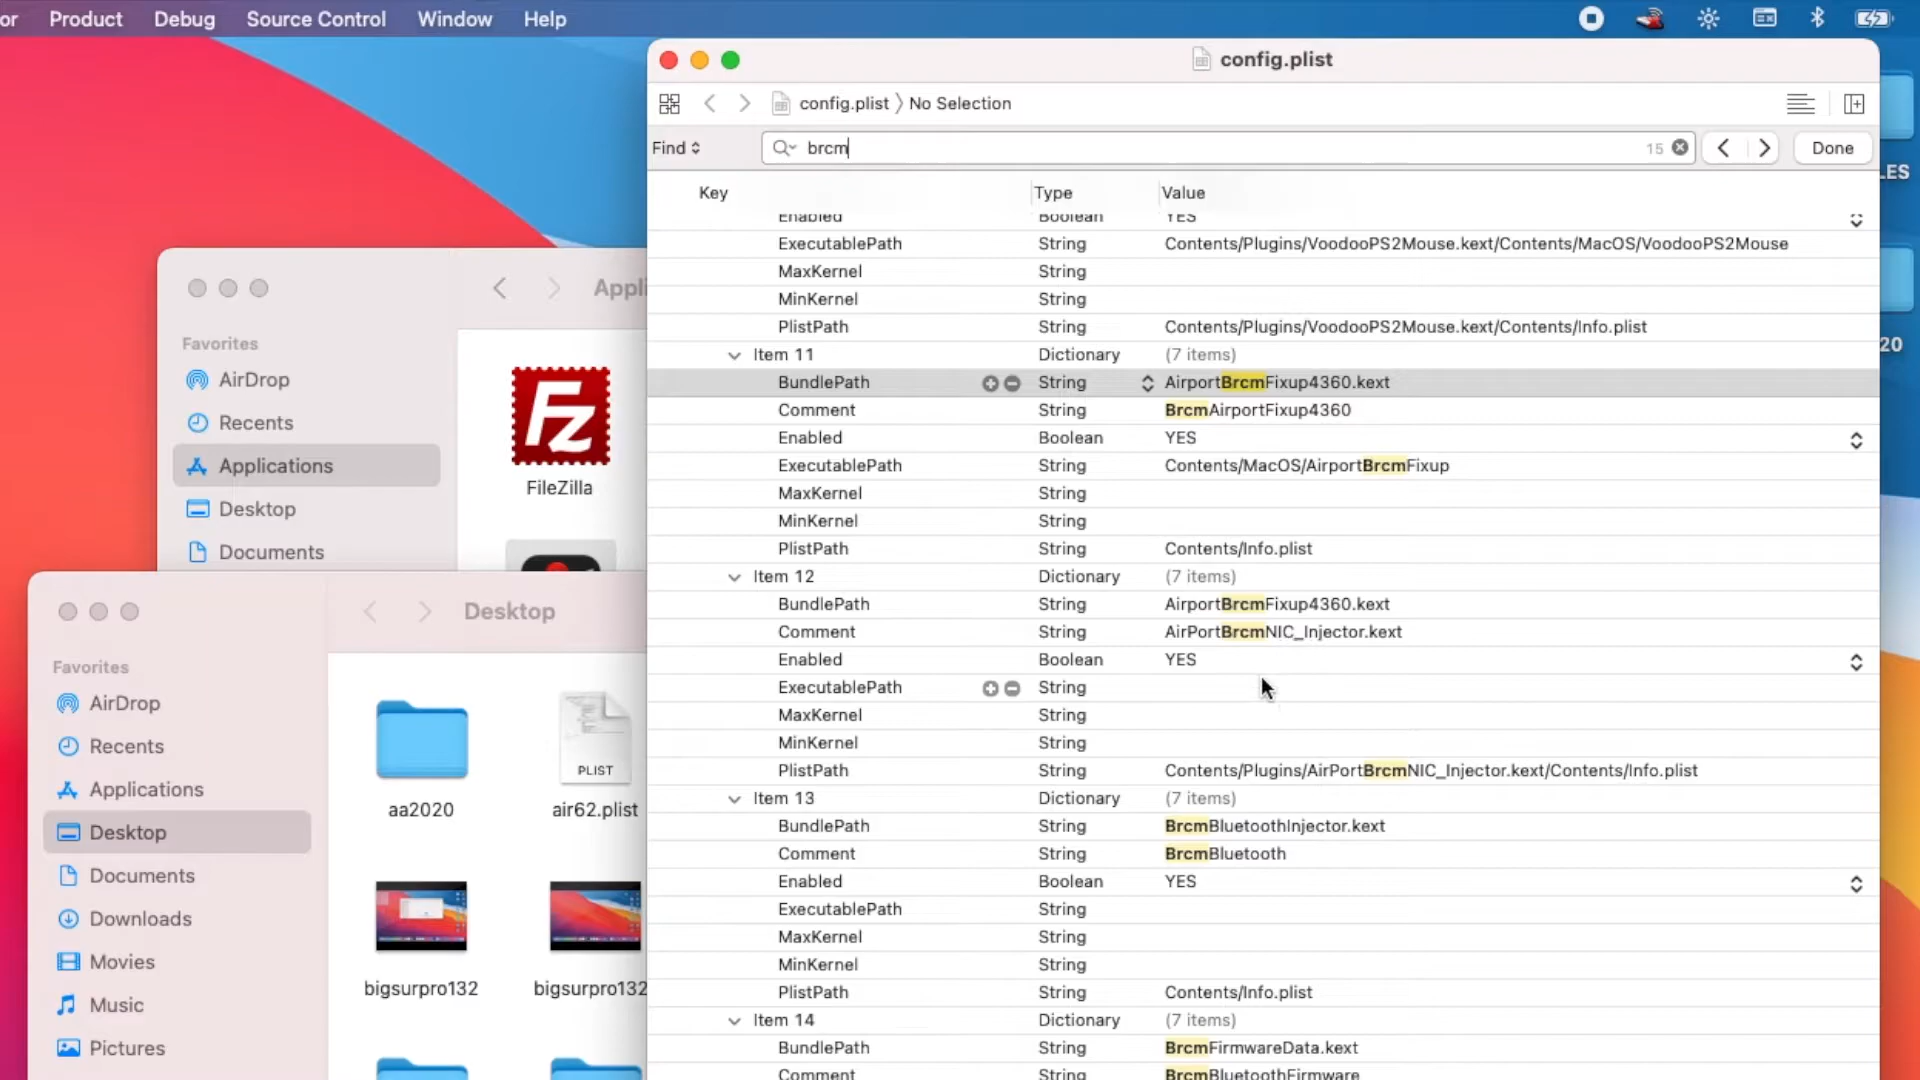 or Product Debug Source Control Window Help
config.plist
config.plist 〉 No Selection
Find brcm 15 Done
Key Type Value
Enabled Boolean YES
ExecutablePath String Contents/Plugins/VoodooPS2Mouse.kext/Contents/MacOS/VoodooPS2Mouse
MaxKernel String
MinKernel String
PlistPath String Contents/Plugins/VoodooPS2Mouse.kext/Contents/Info.plist
Item 11 Dictionary (7 items)
BundlePath String AirportBrcmFixup4360.kext
Comment String BrcmAirportFixup4360
Enabled Boolean YES
ExecutablePath String Contents/MacOS/AirportBrcmFixup
MaxKernel String
MinKernel String
PlistPath String Contents/Info.plist
Item 12 Dictionary (7 items)
BundlePath String AirportBrcmFixup4360.kext
Comment String AirPortBrcmNIC_Injector.kext
Enabled Boolean YES
ExecutablePath String
MaxKernel String
MinKernel String
PlistPath String Contents/Plugins/AirPortBrcmNIC_Injector.kext/Contents/Info.plist
Item 13 Dictionary (7 items)
BundlePath String BrcmBluetoothInjector.kext
Comment String BrcmBluetooth
Enabled Boolean YES
ExecutablePath String
MaxKernel String
MinKernel String
PlistPath String Contents/Info.plist
Item 14 Dictionary (7 items)
BundlePath String BrcmFirmwareData.kext
Comment String BrcmBluetoothFirmware
Appli
Favorites
AirDrop
Recents
Applications
Desktop
Documents
Fz
FileZilla
Desktop
Favorites
AirDrop
Recents
Applications
Desktop
Documents
Downloads
Movies
Music
Pictures
PLIST
aa2020 air62.plist
bigsurpro132 bigsurpro132
LES
20